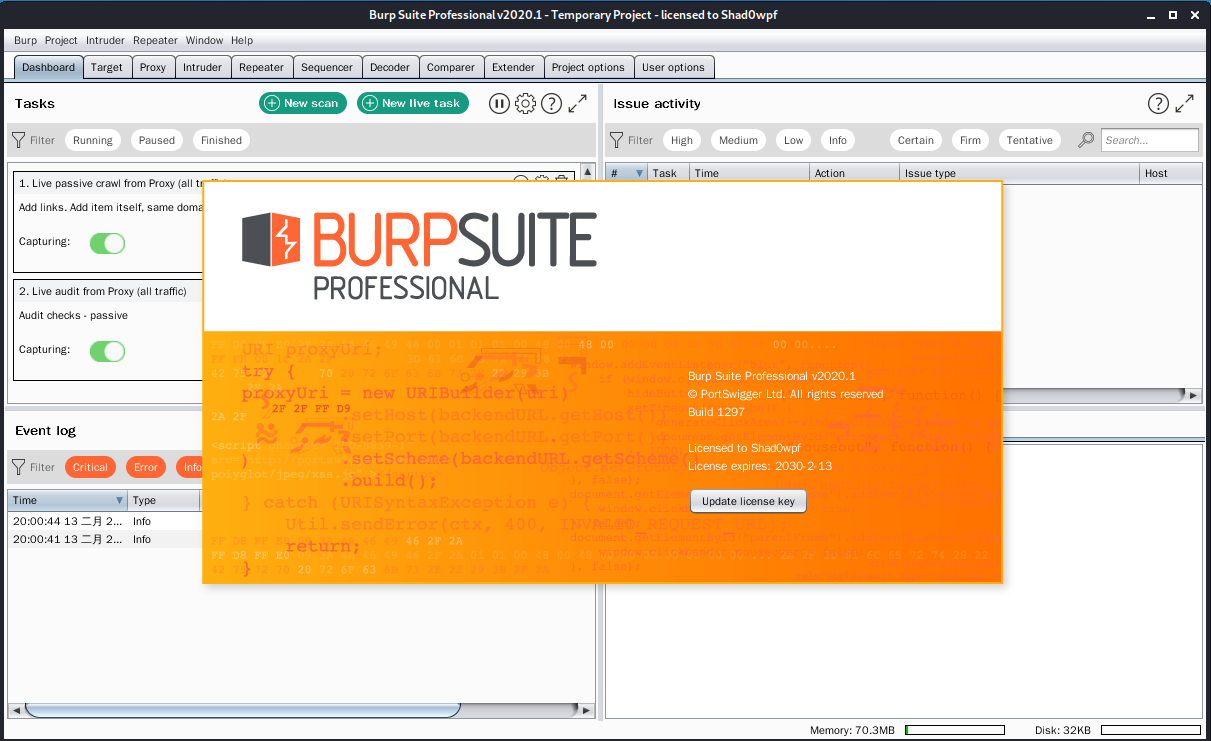 Burp Suite Professional v2020.1 - Temporary Project - licensed to Shad0wpf
Burp Project Intruder Repeater Window Help
Dashboard Target Proxy Intruder Repeater Sequencer Decoder Comparer Extender Project options User options
Tasks
New scan
New live task
Filter Running Paused Finished
1. Live passive crawl from Proxy (all
Add links. Add item itself, same
Capturing:
2. Live audit from Proxy (all traffic)
Audit checks - passive
Capturing:
Issue activity
Filter High Medium Low Info Certain Firm Tentative Search...
# Task Time Action Issue type Host
Event log
Filter Critical Error Info
Time Type
20:00:44 13 二月 2... Info
20:00:41 13 二月 2... Info
BURPSUITE
PROFESSIONAL
URI proxyUri;
try {
proxyUri = new URIBuilder(uri)
.setHost(backendURL.getHost())
.setPort(backendURL.getPort())
.setScheme(backendURL.getScheme()
.build();
} catch (URISyntaxException e) {
Util.sendError(ctx, 400, INVALID REQUEST URL
return;
}
Burp Suite Professional v2020.1
© PortSwigger Ltd. All rights reserved
Build 1297
Licensed to Shad0wpf
License expires: 2030-2-13
Update license key
Memory: 70.3MB
Disk: 32KB